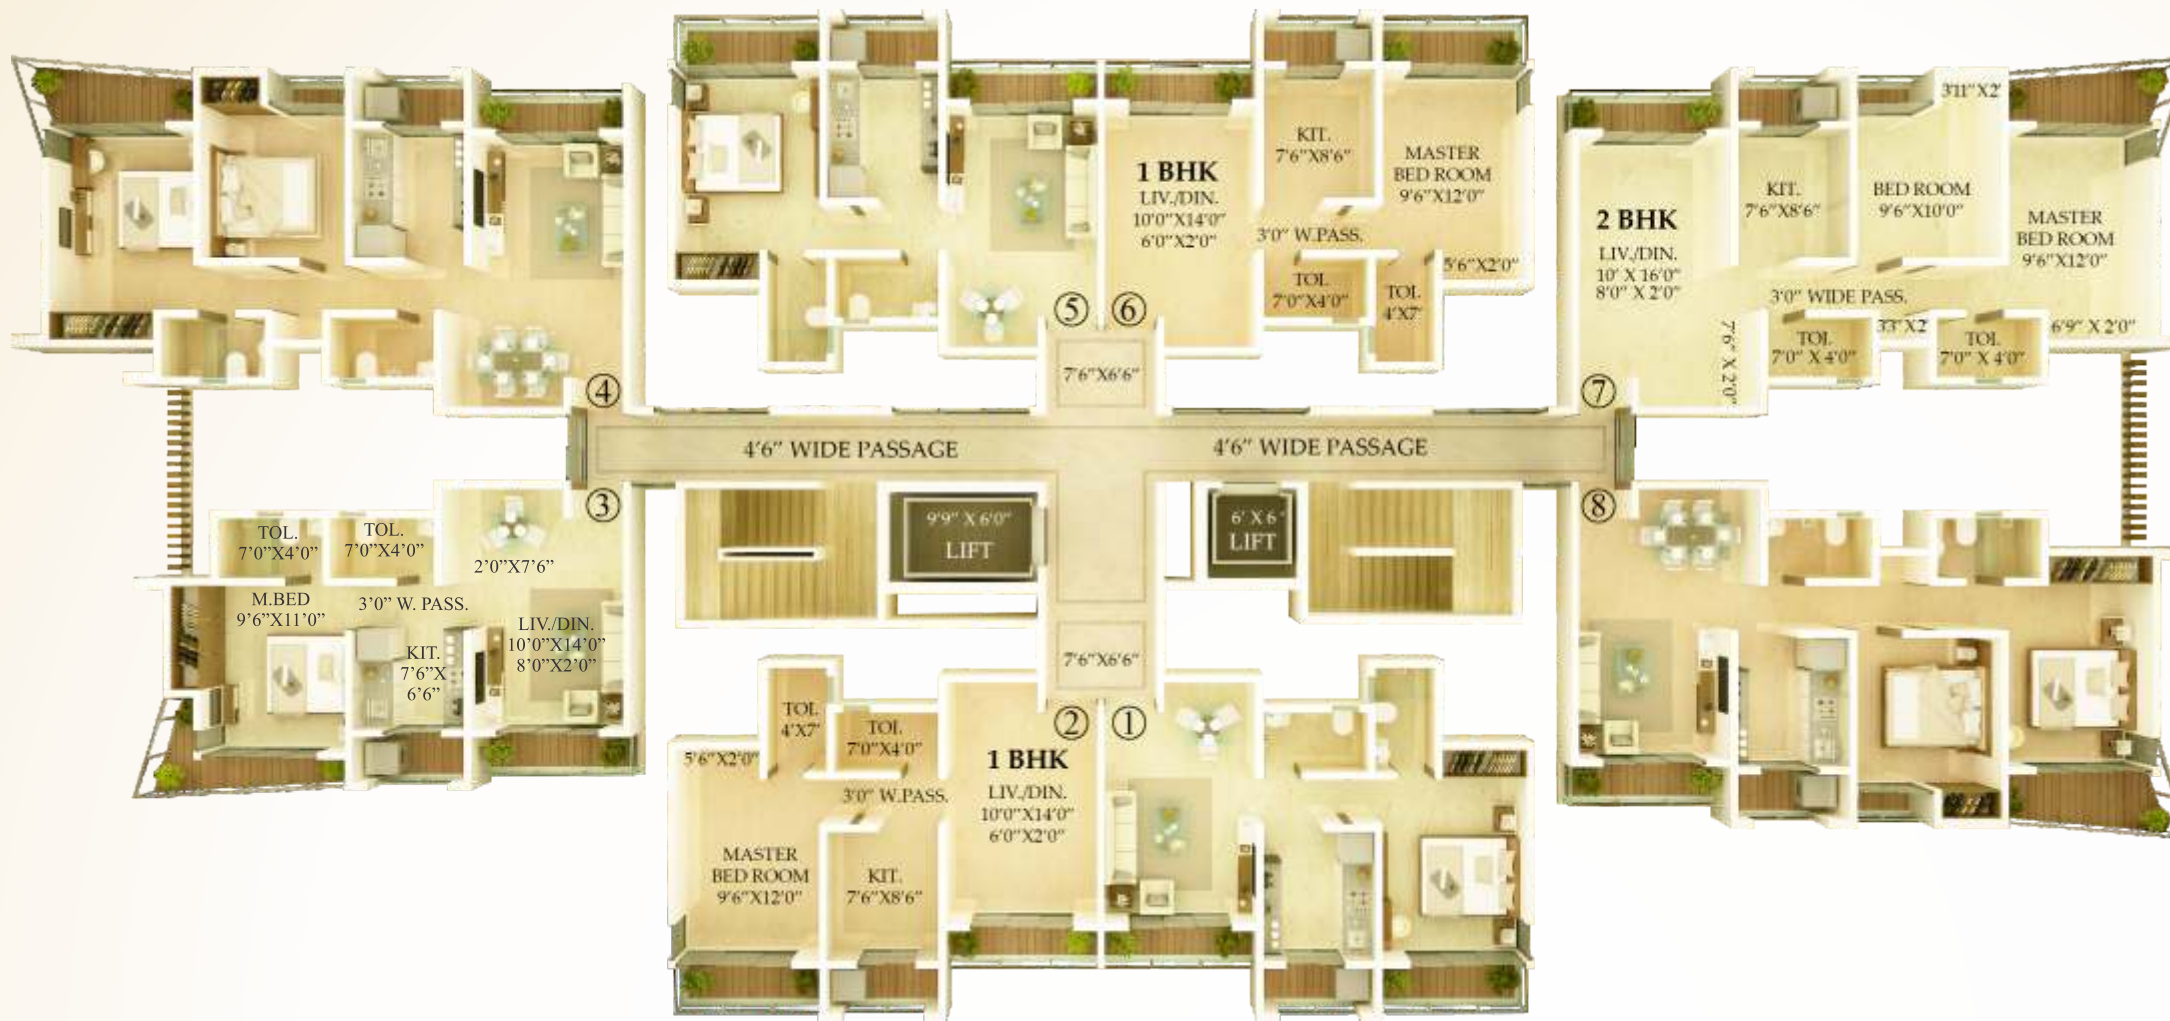 1 BHK
LIV./DIN.
10'0"X14'0"
6'0"X2'0"
KIT.
7'6"X8'6"
MASTER
BED ROOM
9'6"X12'0"
3'0" W.PASS.
5'6"X2'0"
TOI.
7'0"X4'0"
TOI.
4'X7'
5
6
7'6"X6'6"
3'11"X2'
2 BHK
LIV./DIN.
10' X 16'0"
8'0" X 2'0"
KIT.
7'6"X8'6"
BED ROOM
9'6"X10'0"
MASTER
BED ROOM
9'6"X12'0"
3'0" WIDE PASS.
7'6" X 2'0"
TOI.
7'0" X 4'0"
3'3"X2'
TOI.
7'0" X 4'0"
6'9" X 2'0"
4
7
4'6" WIDE PASSAGE
4'6" WIDE PASSAGE
3
8
9'9" X 6'0"
LIFT
6' X 6'
LIFT
TOL.
7'0"X4'0"
TOL.
7'0"X4'0"
2'0"X7'6"
M.BED
9'6"X11'0"
3'0" W. PASS.
KIT.
7'6"X
6'6"
LIV./DIN.
10'0"X14'0"
8'0"X2'0"
7'6"X6'6"
2
1
TOI.
4'X7'
TOI.
7'0"X4'0"
5'6"X2'0"
3'0" W.PASS.
1 BHK
LIV./DIN.
10'0"X14'0"
6'0"X2'0"
MASTER
BED ROOM
9'6"X12'0"
KIT.
7'6"X8'6"